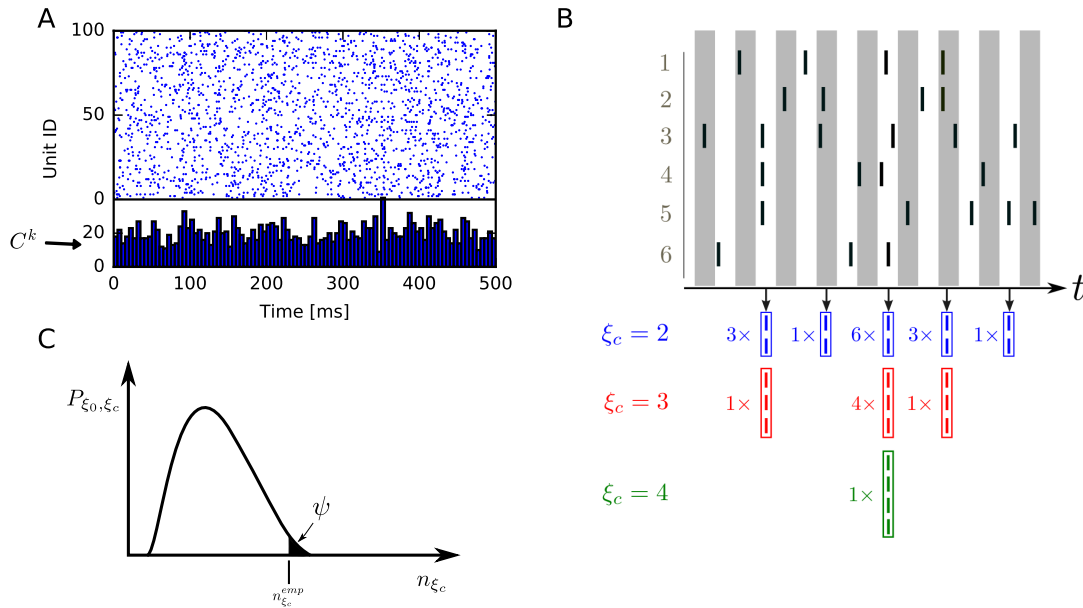 A
100
50
0
Unit ID
20
0
C^k
0 100 200 300 400 500
Time [ms]
B
1
2
3
4
5
6
t
ξ_c = 2 3× 1× 6× 3× 1×
ξ_c = 3 1× 4× 1×
ξ_c = 4 1×
C
P_{ξ_0,ξ_c}
ψ
n_{ξ_c}^{emp}
n_{ξ_c}